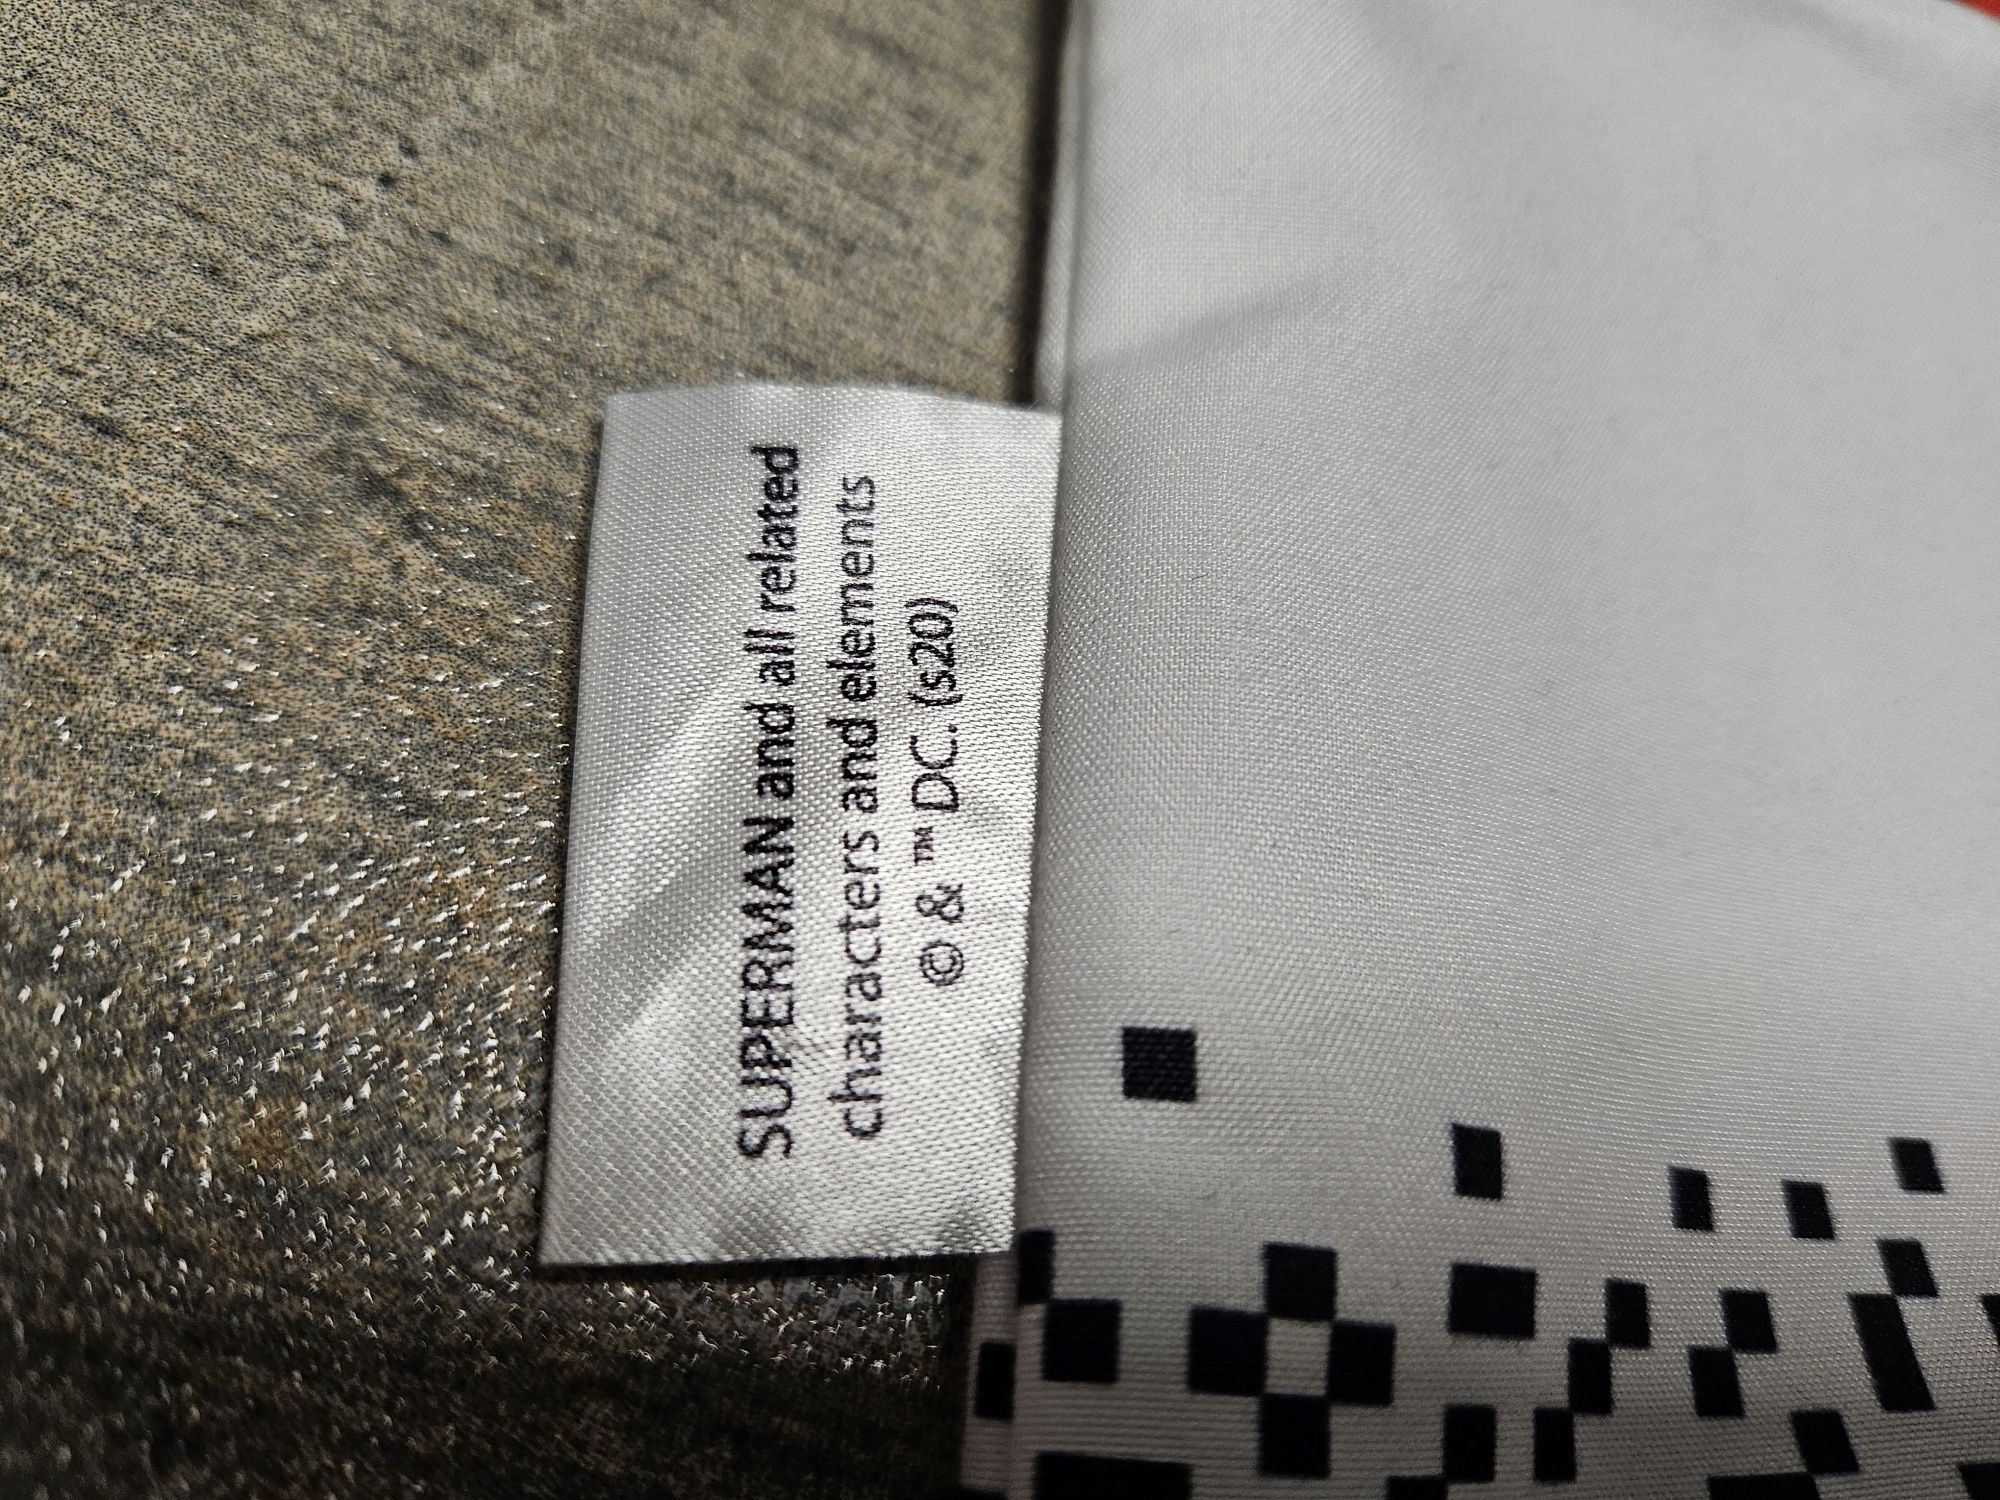 SUPERMAN and all related
characters and elements
© & ™ DC. (s20)